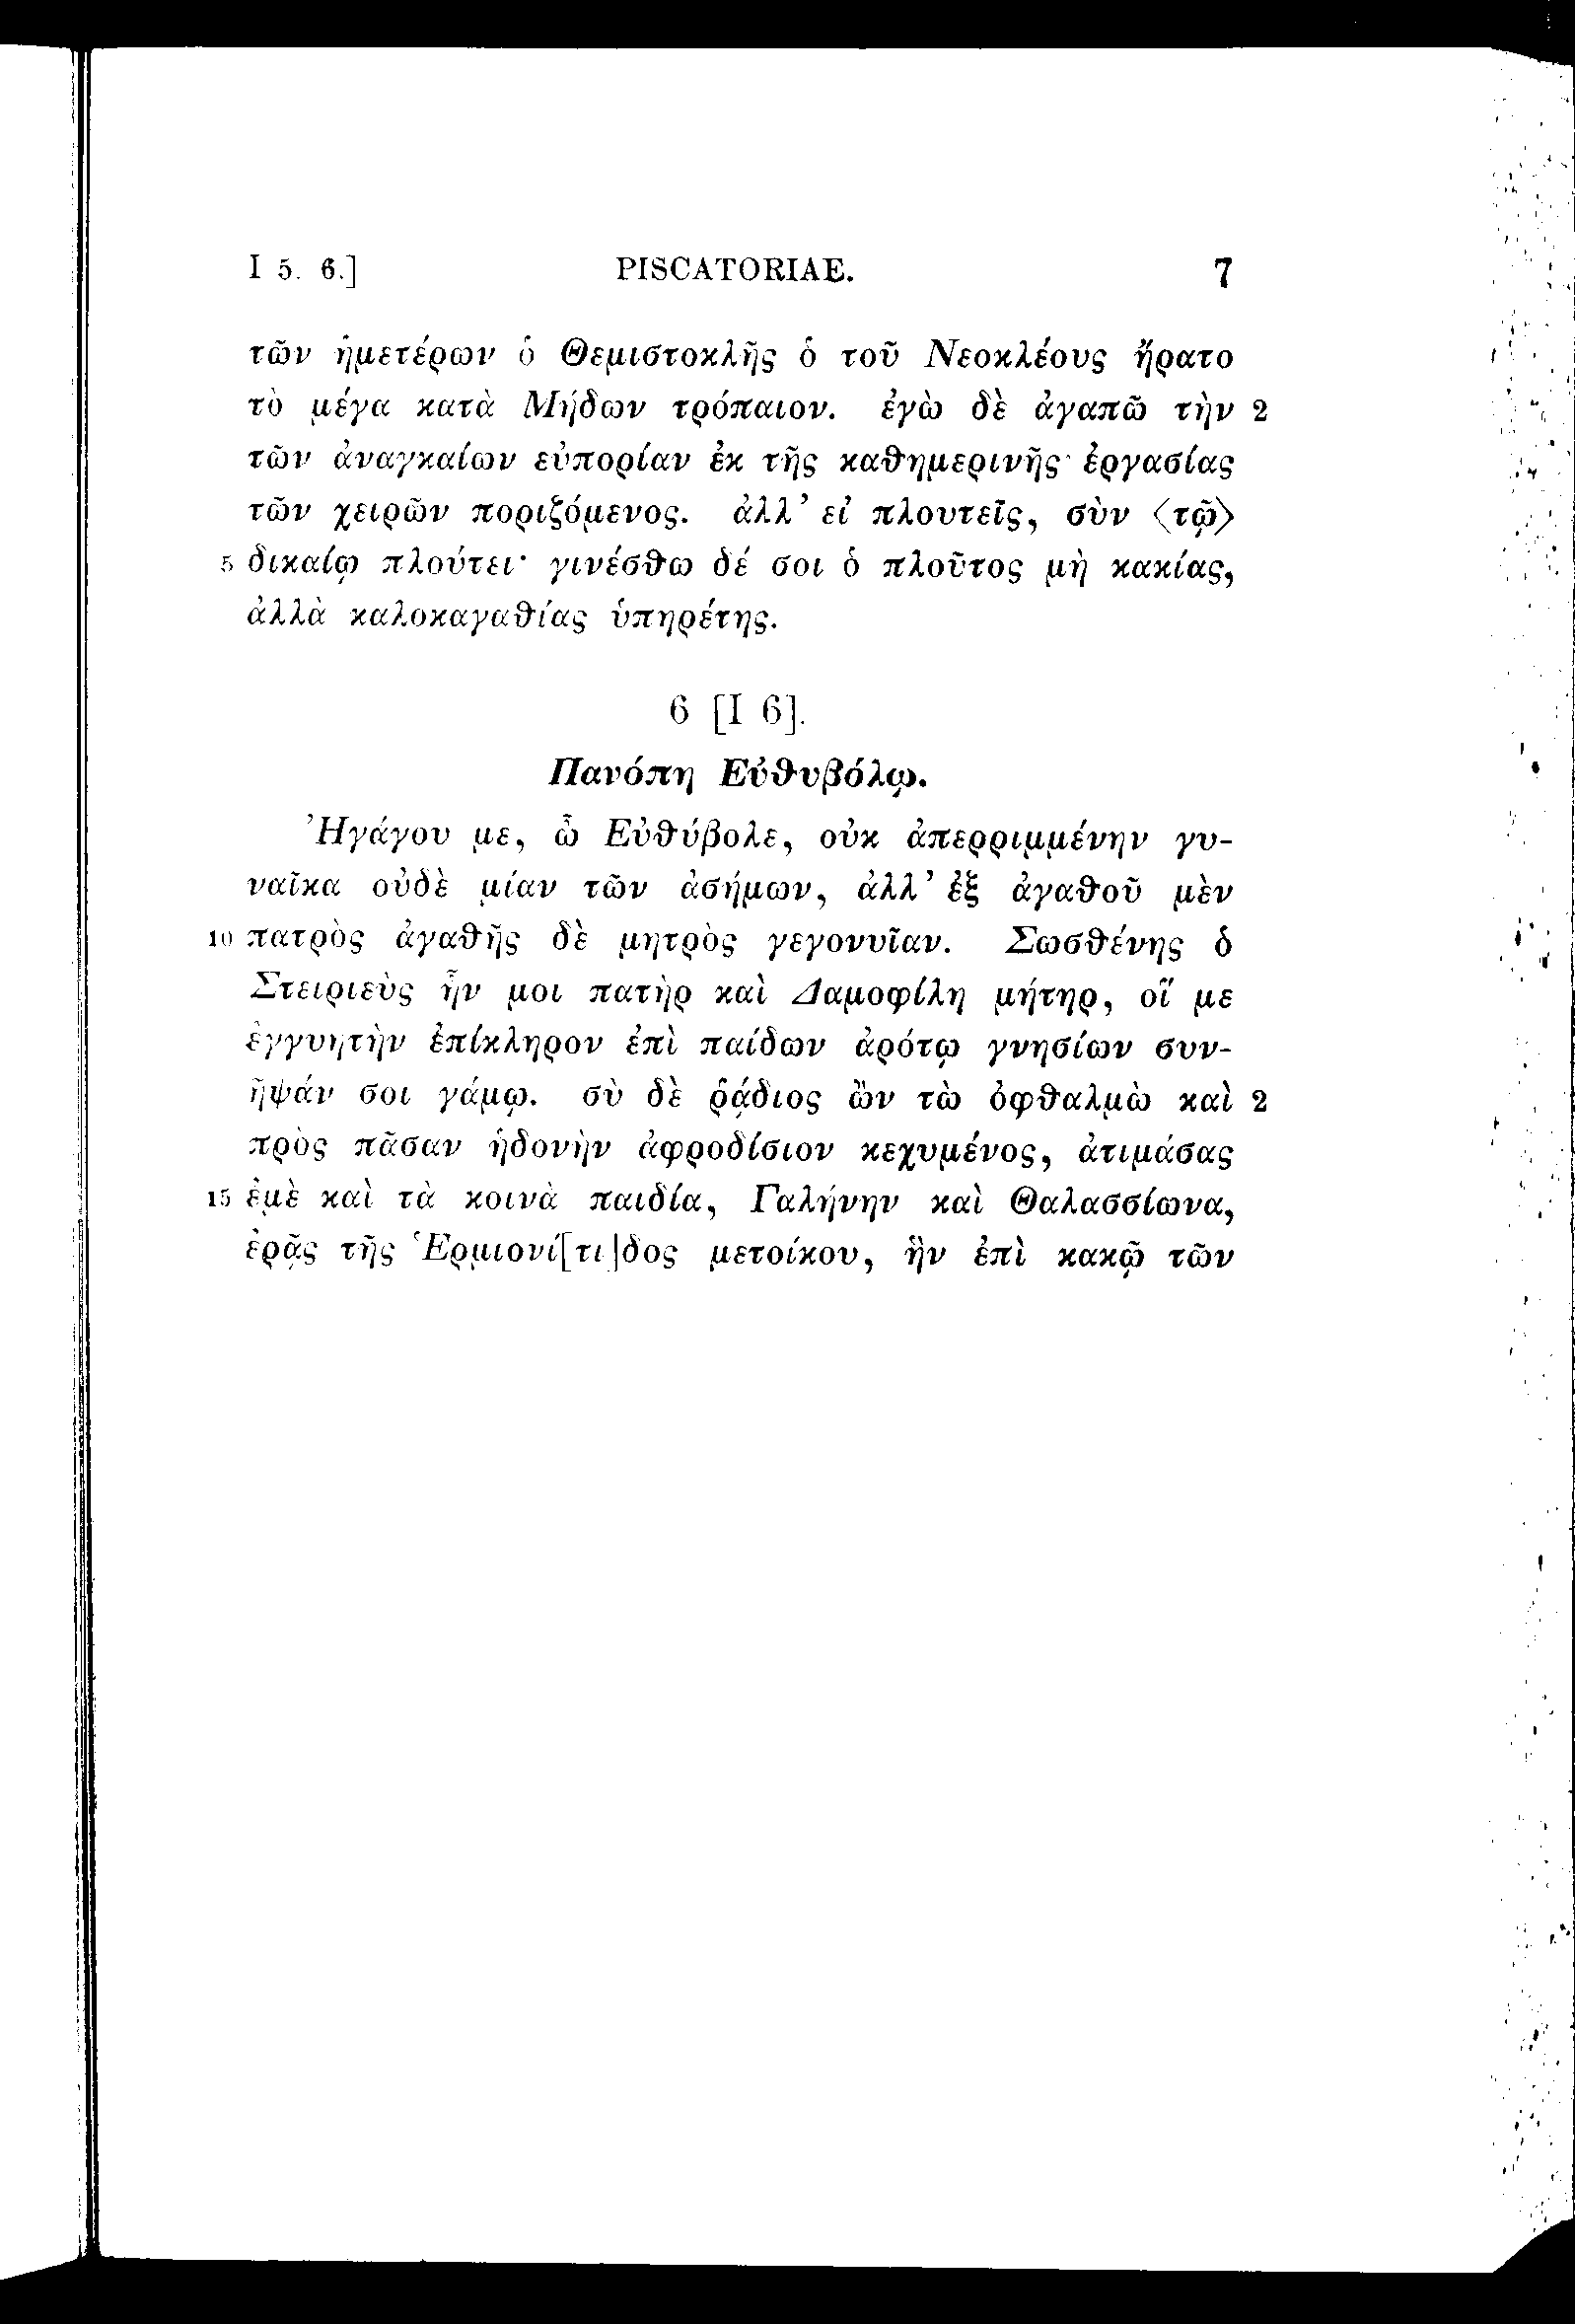 I 5. 6.] PISCATORIAE. 7
τῶν ἡμετέρων ὁ Θεμιστοκλῆς ὁ τοῦ Νεοκλέους ἤρατο
τὸ μέγα κατὰ Μήδων τρόπαιον. ἐγὼ δὲ ἀγαπῶ τὴν 2
τῶν ἀναγκαίων εὐπορίαν ἐκ τῆς καθημερινῆς ἐργασίας
τῶν χειρῶν ποριζόμενος. ἀλλ’ εἰ πλουτεῖς, σὺν ⟨τῷ⟩
5 δικαίῳ πλούτει· γινέσθω δέ σοι ὁ πλοῦτος μὴ κακίας,
ἀλλὰ καλοκαγαθίας ὑπηρέτης.
6 [I 6].
Πανόπη Εὐθυβόλῳ.
Ἠγάγου με, ὦ Εὐθύβολε, οὐκ ἀπερριμμένην γυ-
ναῖκα οὐδὲ μίαν τῶν ἀσήμων, ἀλλ’ ἐξ ἀγαθοῦ μὲν
10 πατρὸς ἀγαθῆς δὲ μητρὸς γεγονυῖαν. Σωσθένης ὁ
Στειριεὺς ἦν μοι πατὴρ καὶ Δαμοφίλη μήτηρ, οἵ με
ἐγγυητὴν ἐπίκληρον ἐπὶ παίδων ἀρότῳ γνησίων συν-
ῆψάν σοι γάμῳ. σὺ δὲ ῥᾴδιος ὢν τὼ ὀφθαλμὼ καὶ 2
πρὸς πᾶσαν ἡδονὴν ἀφροδίσιον κεχυμένος, ἀτιμάσας
15 ἐμὲ καὶ τὰ κοινὰ παιδία, Γαλήνην καὶ Θαλασσίωνα,
ἐρᾷς τῆς Ἑρμιονί[τι]δος μετοίκου, ἣν ἐπὶ κακῷ τῶν